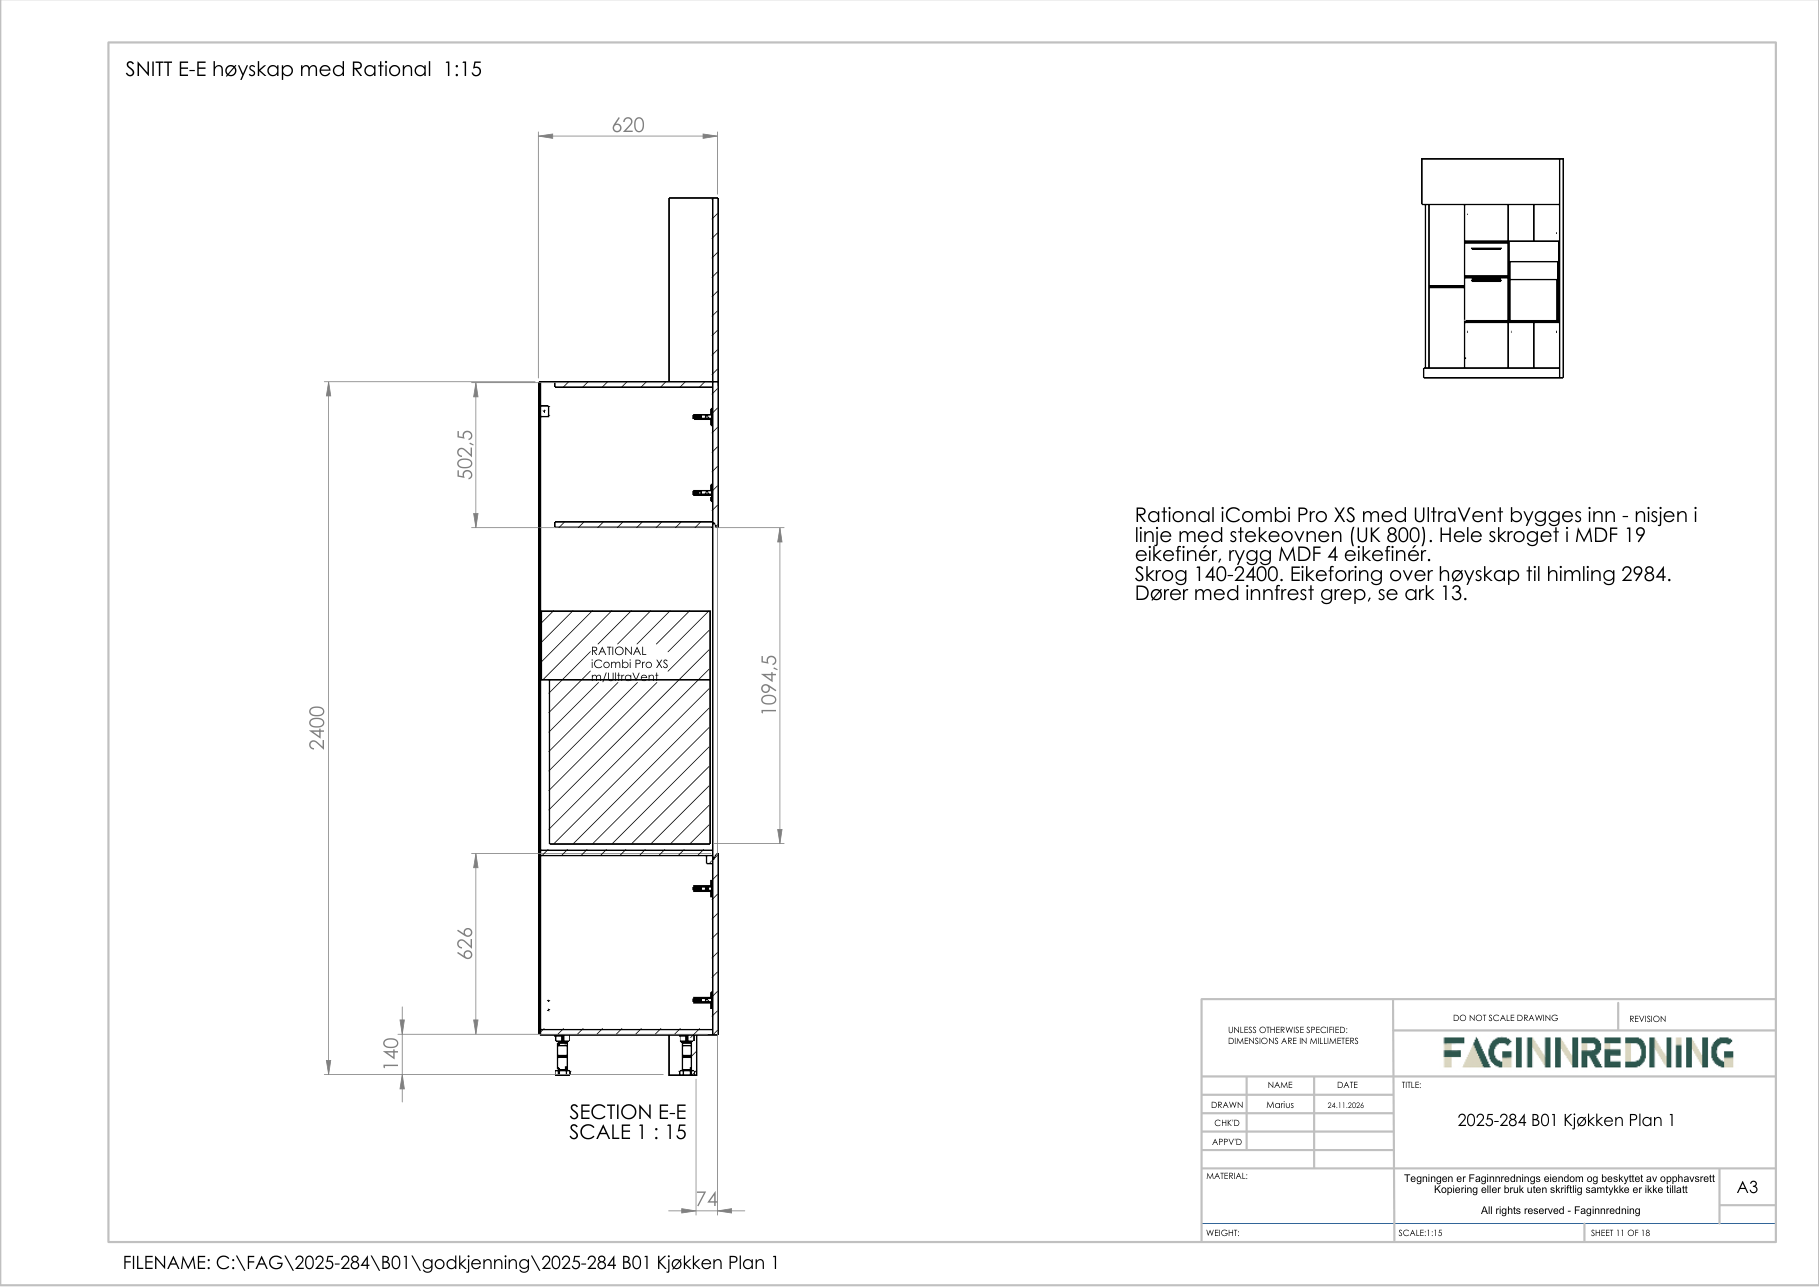 SNITT E-E høyskap med Rational 1:15
620
502,5
2400
1094,5
626
140
74
RATIONAL
iCombi Pro XS
m/UltraVent
SECTION E-E
SCALE 1 : 15
Rational iCombi Pro XS med UltraVent bygges inn - nisjen i
linje med stekeovnen (UK 800). Hele skroget i MDF 19
eikefinér, rygg MDF 4 eikefinér.
Skrog 140-2400. Eikeforing over høyskap til himling 2984.
Dører med innfrest grep, se ark 13.
UNLESS OTHERWISE SPECIFIED:
DIMENSIONS ARE IN MILLIMETERS
DO NOT SCALE DRAWING
REVISION
FAGINNREDNiNG
NAME
DATE
DRAWN
Marius
24.11.2026
CHK'D
APPV'D
TITLE:
2025-284 B01 Kjøkken Plan 1
MATERIAL:
Tegningen er Faginnrednings eiendom og beskyttet av opphavsrett
Kopiering eller bruk uten skriftlig samtykke er ikke tillatt
All rights reserved - Faginnredning
A3
WEIGHT:
SCALE:1:15
SHEET 11 OF 18
FILENAME: C:\FAG\2025-284\B01\godkjenning\2025-284 B01 Kjøkken Plan 1